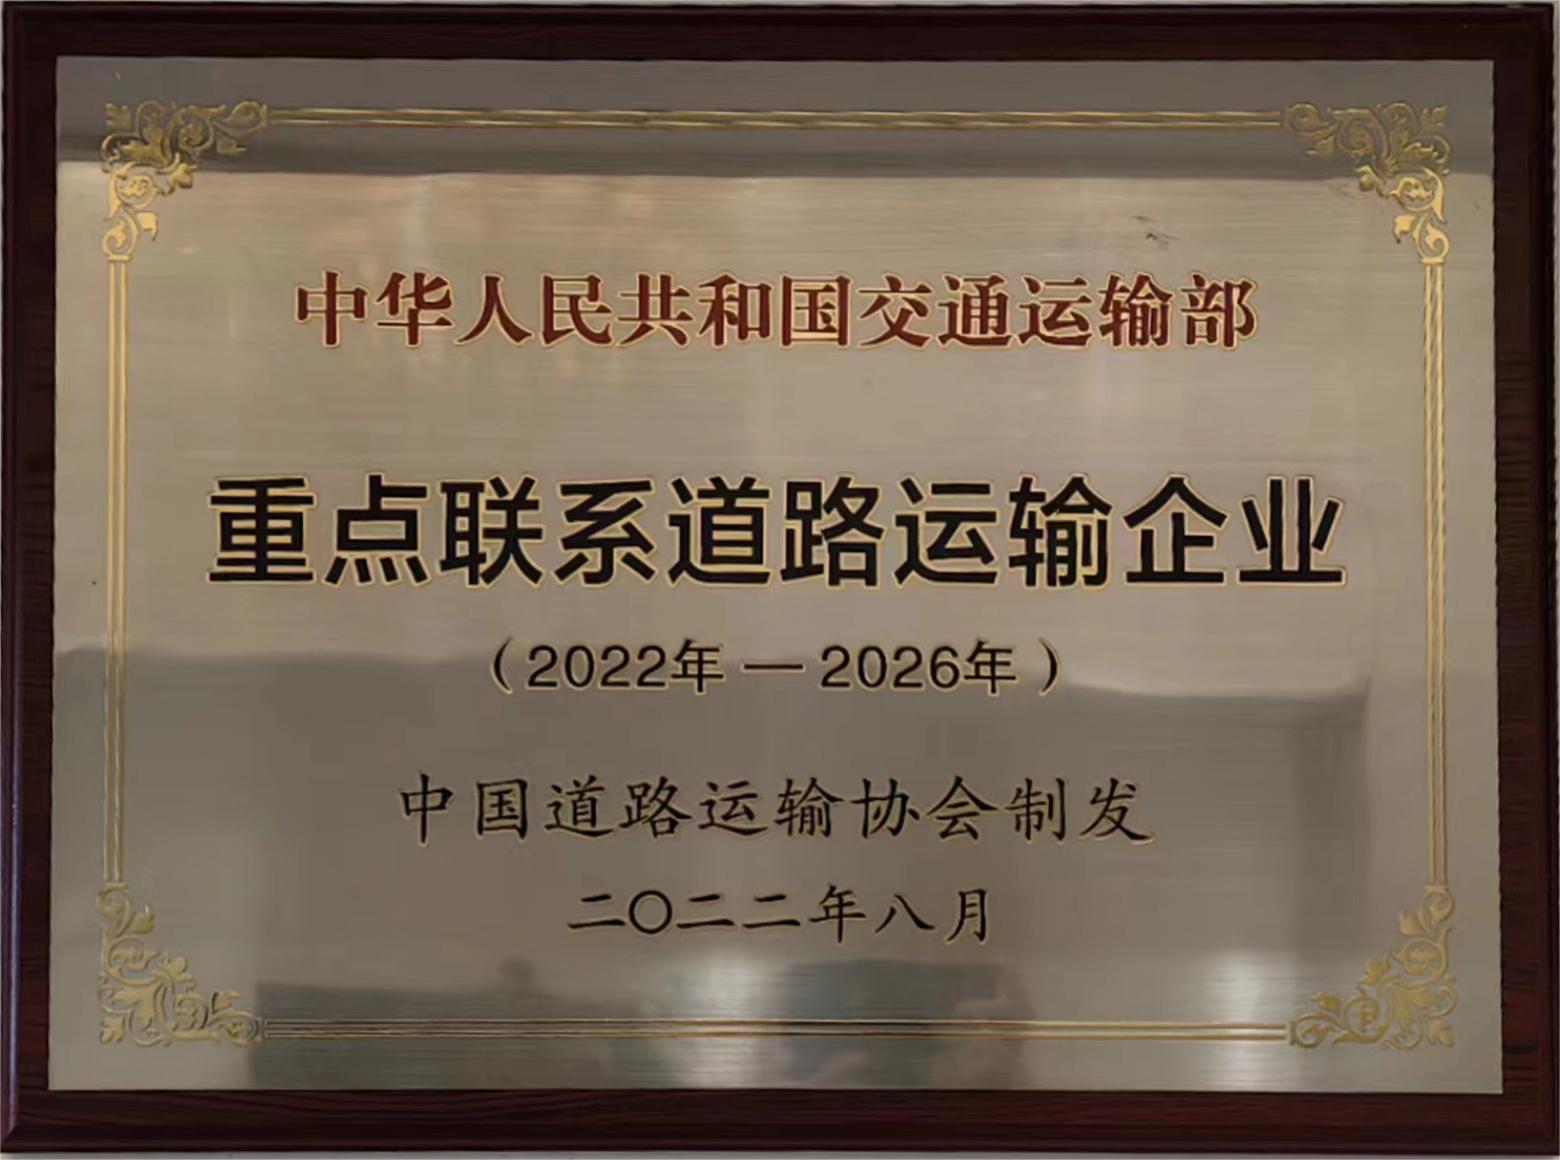 中华人民共和国交通运输部
重点联系道路运输企业
（2022年 — 2026年）
中国道路运输协会制发
二〇二二年八月